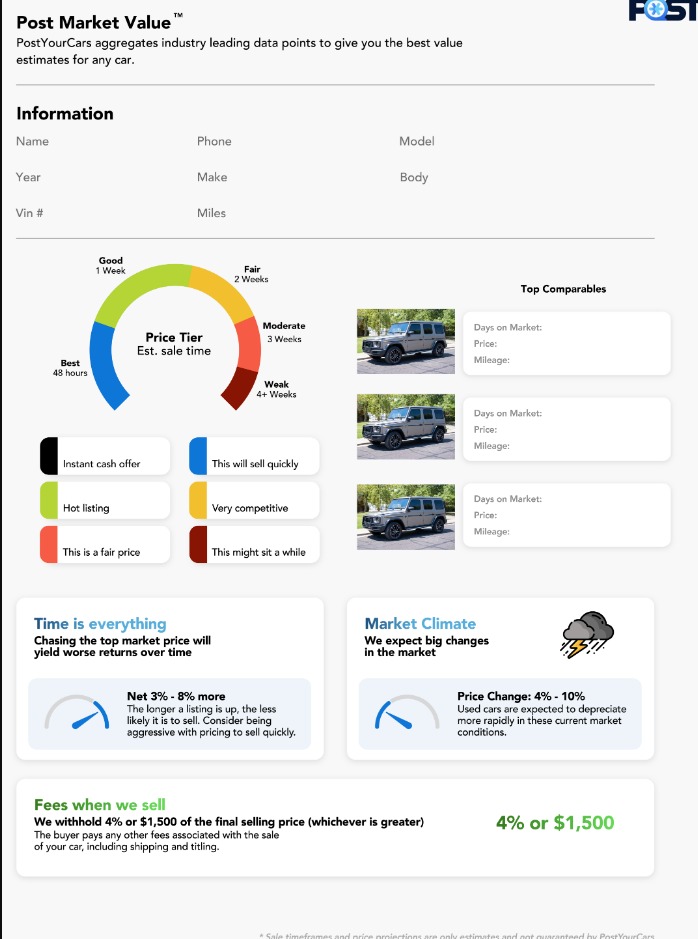 POST
Post Market Value™
PostYourCars aggregates industry leading data points to give you the best value
estimates for any car.
Information
Name Phone Model
Year Make Body
Vin # Miles
Good
1 Week
Fair
2 Weeks
Moderate
3 Weeks
Price Tier
Est. sale time
Best
48 hours
Weak
4+ Weeks
Instant cash offer
This will sell quickly
Hot listing
Very competitive
This is a fair price
This might sit a while
Top Comparables
Days on Market:
Price:
Mileage:
Days on Market:
Price:
Mileage:
Days on Market:
Price:
Mileage:
Time is everything
Chasing the top market price will
yield worse returns over time
Net 3% - 8% more
The longer a listing is up, the less
likely it is to sell. Consider being
aggressive with pricing to sell quickly.
Market Climate
We expect big changes
in the market
Price Change: 4% - 10%
Used cars are expected to depreciate
more rapidly in these current market
conditions.
Fees when we sell
We withhold 4% or $1,500 of the final selling price (whichever is greater)
The buyer pays any other fees associated with the sale
of your car, including shipping and titling.
4% or $1,500
* Sale timeframes and price projections are only estimates and not guaranteed by PostYourCars